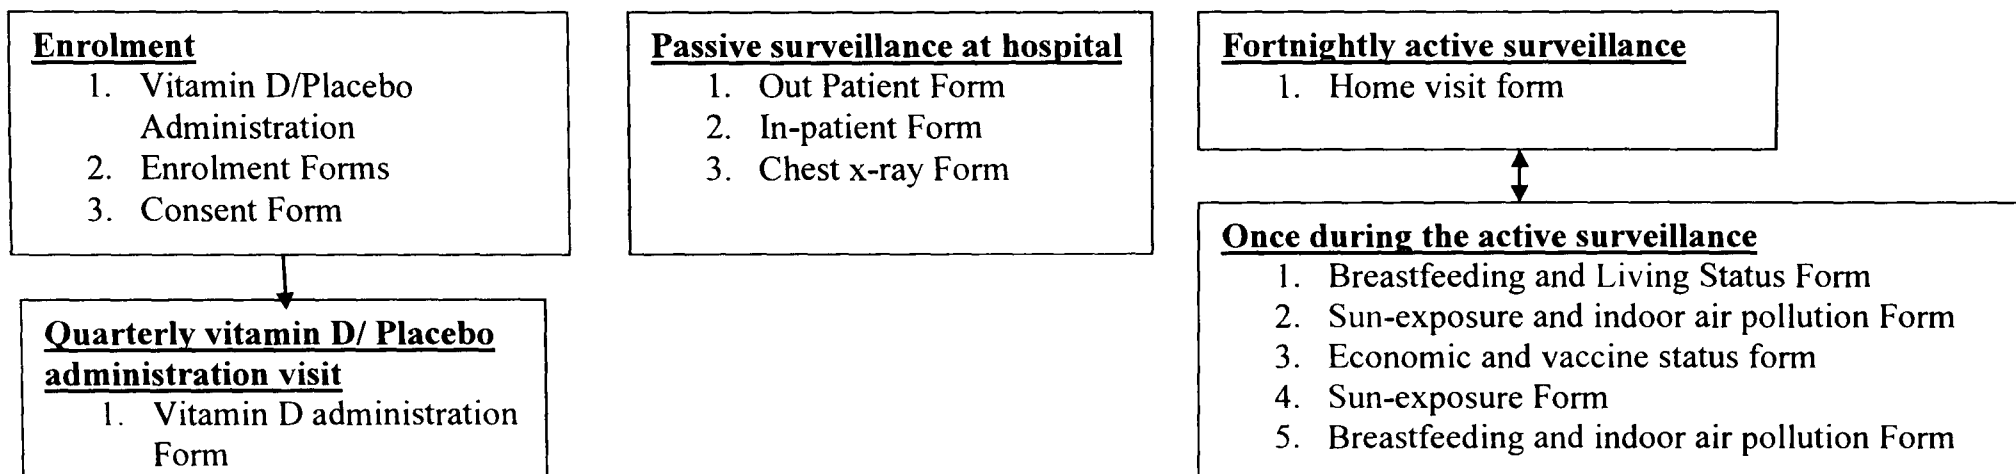 Enrolment
1. Vitamin D/Placebo
Administration
2. Enrolment Forms
3. Consent Form
Quarterly vitamin D/ Placebo
administration visit
1. Vitamin D administration
Form
Passive surveillance at hospital
1. Out Patient Form
2. In-patient Form
3. Chest x-ray Form
Fortnightly active surveillance
1. Home visit form
Once during the active surveillance
1. Breastfeeding and Living Status Form
2. Sun-exposure and indoor air pollution Form
3. Economic and vaccine status form
4. Sun-exposure Form
5. Breastfeeding and indoor air pollution Form